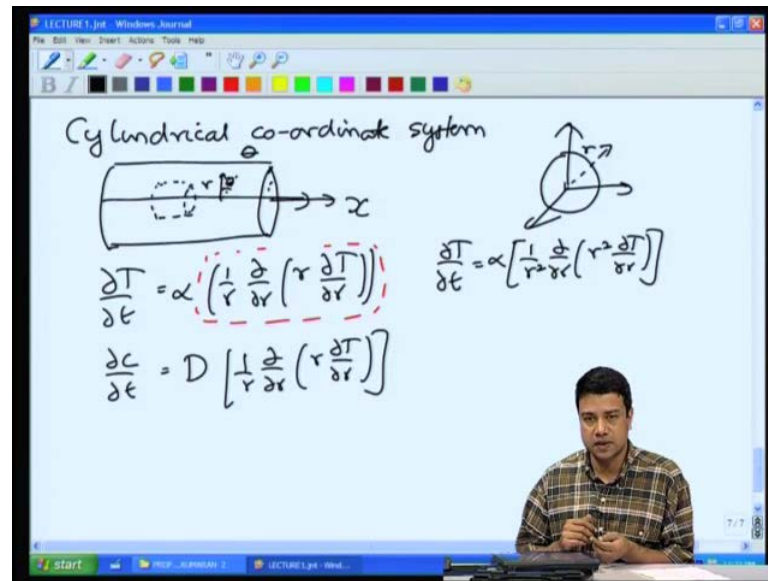 LECTURE1.jnt - Windows Journal
File Edit View Insert Actions Tools Help
B I
Cylindrical co-ordinate system
θ
r
x
r
∂T/∂t = α (1/r ∂/∂r (r ∂T/∂r))
∂T/∂t = α [1/r² ∂/∂r (r² ∂T/∂r)]
∂c/∂t = D [1/r ∂/∂r (r ∂T/∂r)]
7/7
start
LECTURE1.jnt - Wind...